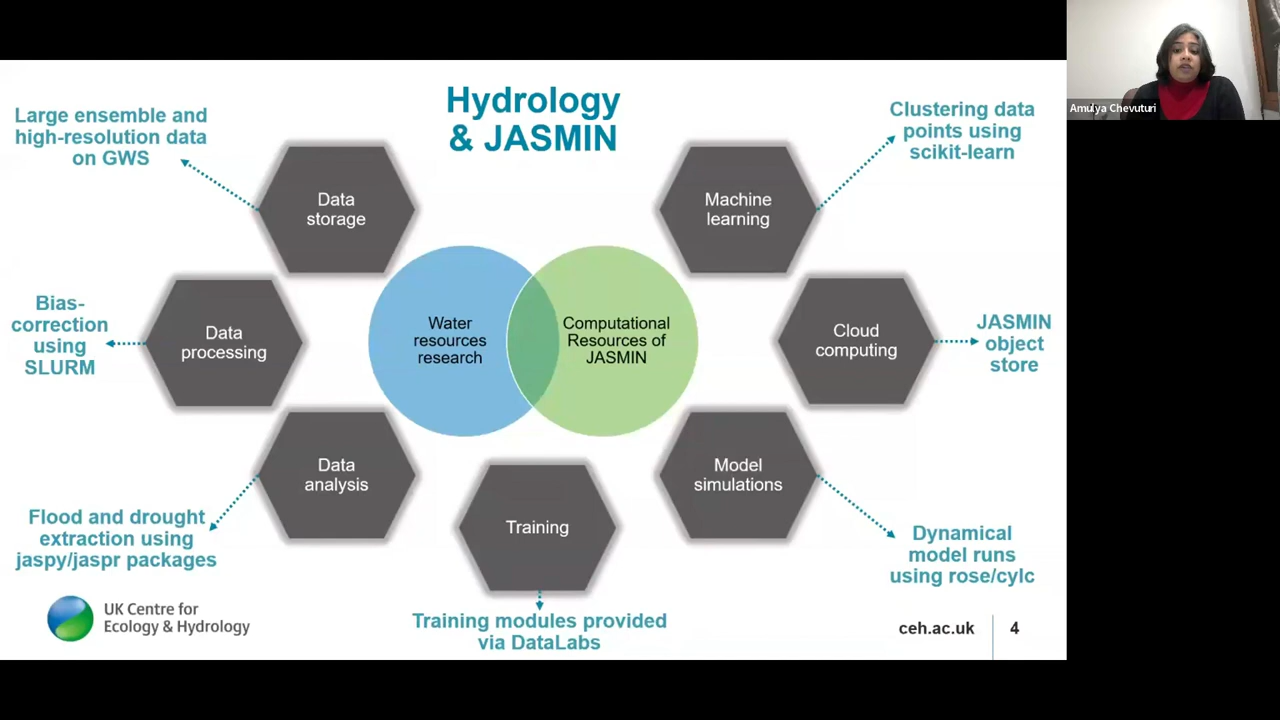 Hydrology
& JASMIN
Large ensemble and
high-resolution data
on GWS
Data
storage
Bias-
correction
using
SLURM
Data
processing
Flood and drought
extraction using
jaspy/jaspr packages
Data
analysis
Water
resources
research
Computational
Resources of
JASMIN
Training
Training modules provided
via DataLabs
Machine
learning
Clustering data
points using
scikit-learn
Cloud
computing
JASMIN
object
store
Model
simulations
Dynamical
model runs
using rose/cylc
UK Centre for
Ecology & Hydrology
ceh.ac.uk
4
Amulya Chevuturi